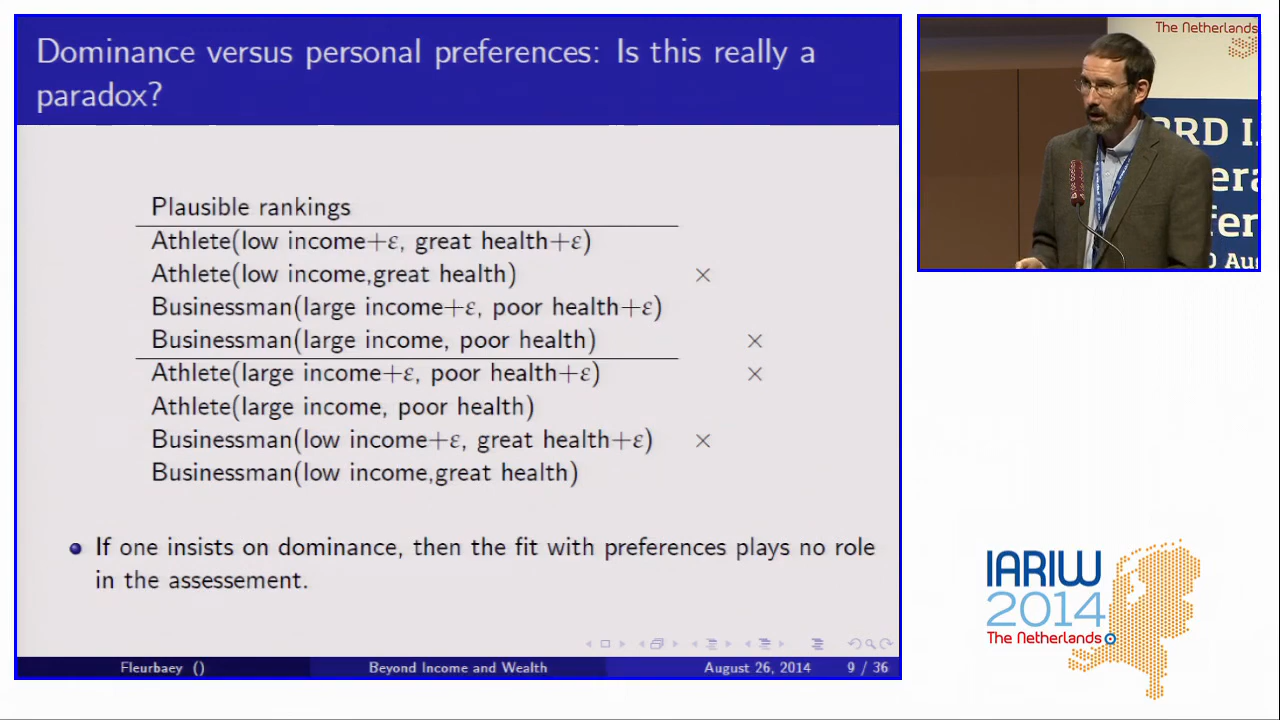 Dominance versus personal preferences: Is this really a
paradox?
Plausible rankings
Athlete(low income+ε, great health+ε)
Athlete(low income,great health) ×
Businessman(large income+ε, poor health+ε)
Businessman(large income, poor health) ×
Athlete(large income+ε, poor health+ε) ×
Athlete(large income, poor health)
Businessman(low income+ε, great health+ε) ×
Businessman(low income,great health)
If one insists on dominance, then the fit with preferences plays no role
in the assessement.
Fleurbaey () Beyond Income and Wealth August 26, 2014 9 / 36
The Netherlands
RD I
era
fer
Aug
IARIW
2014
The Netherlands